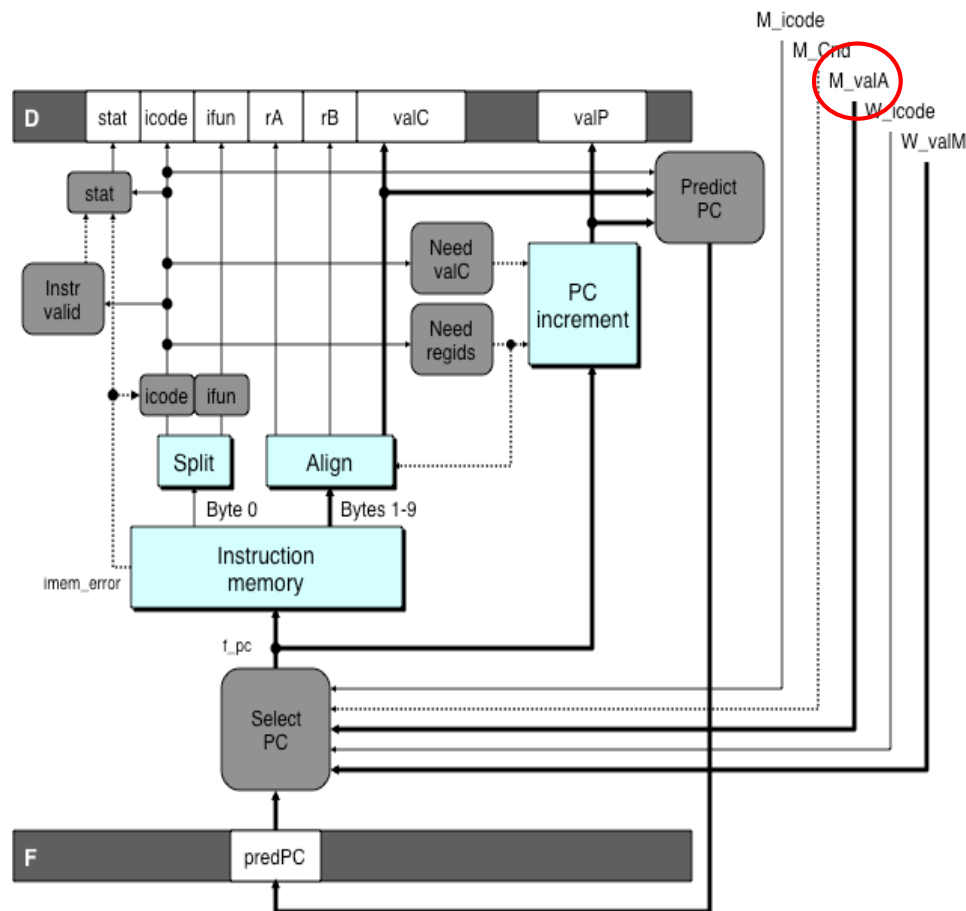 M_icode
M_Cnd
M_valA
W_icode
W_valM
D
stat
icode
ifun
rA
rB
valC
valP
stat
Predict
PC
Need
valC
Instr
valid
PC
increment
Need
regids
icode
ifun
Split
Align
Byte 0
Bytes 1-9
Instruction
memory
imem_error
f_pc
Select
PC
F
predPC